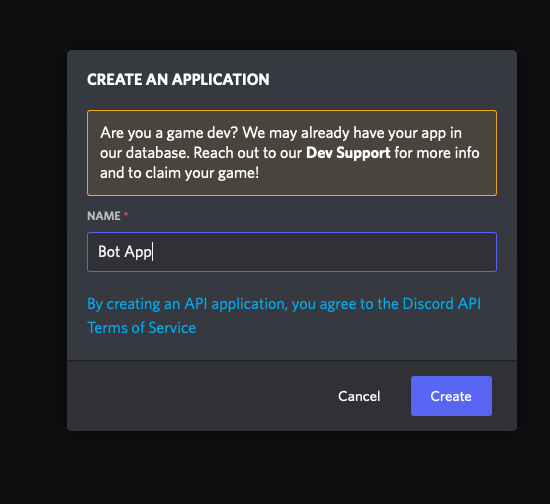 CREATE AN APPLICATION
Are you a game dev? We may already have your app in
our database. Reach out to our Dev Support for more info
and to claim your game!
NAME *
Bot App
By creating an API application, you agree to the Discord API
Terms of Service
Cancel
Create